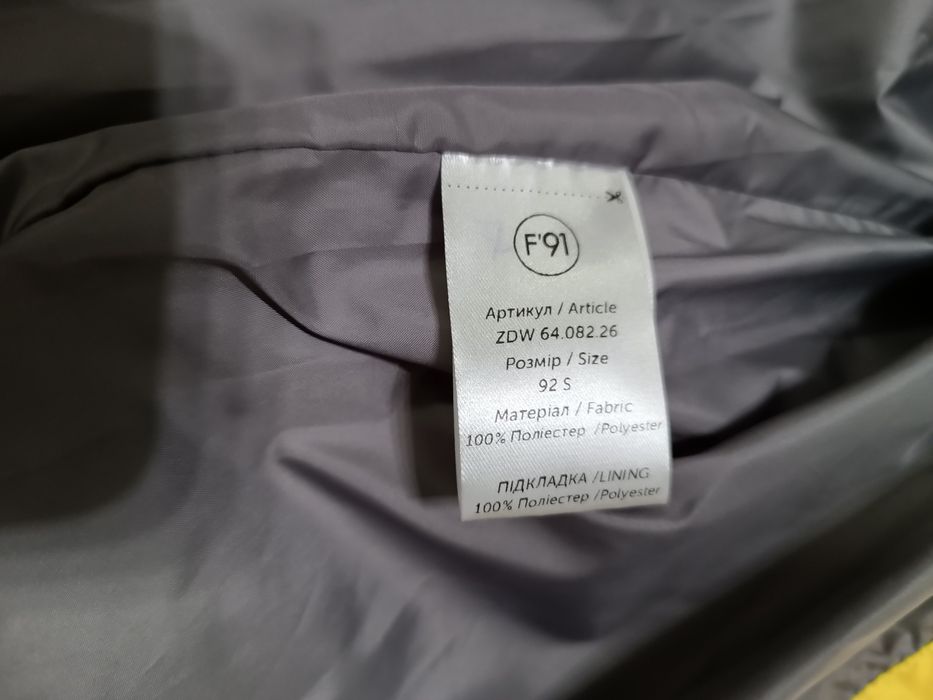 F'91
Артикул / Article
ZDW 64.082.26
Розмір / Size
92 S
Матеріал / Fabric
100% Поліестер /Polyester
ПІДКЛАДКА /LINING
100% Поліестер /Polyester